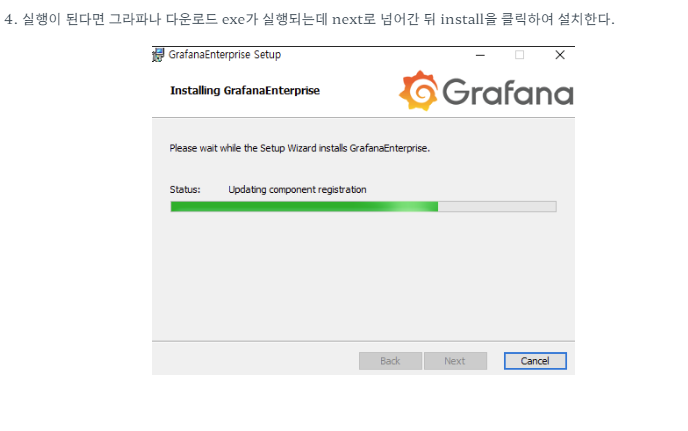 4. 실행이 된다면 그라파나 다운로드 exe가 실행되는데 next로 넘어간 뒤 install을 클릭하여 설치한다.
GrafanaEnterprise Setup
Installing GrafanaEnterprise
Grafana
Please wait while the Setup Wizard installs GrafanaEnterprise.
Status: Updating component registration
Back Next Cancel